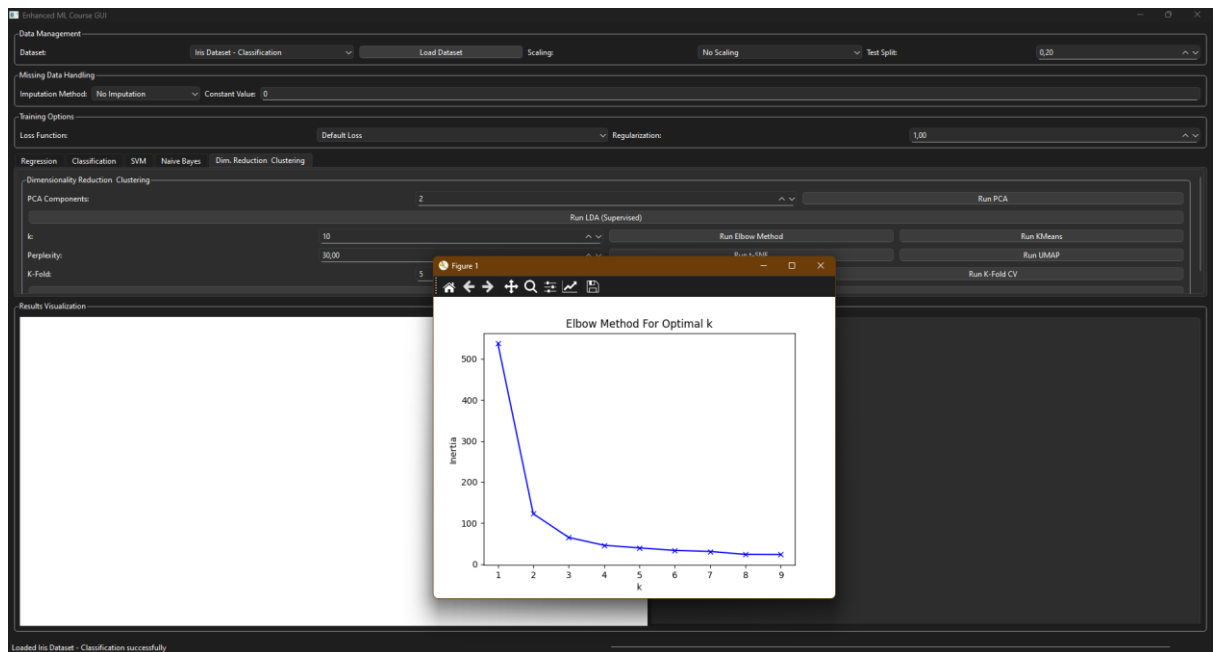 Enhanced ML Course GUI
Data Management
Dataset: Iris Dataset - Classification Load Dataset Scaling: No Scaling Test Split: 0,20
Missing Data Handling
Imputation Method: No Imputation Constant Value: 0
Training Options
Loss Function: Default Loss Regularization: 1,00
Regression Classification SVM Naive Bayes Dim. Reduction Clustering
Dimensionality Reduction Clustering
PCA Components: 2 Run PCA
Run LDA (Supervised)
k: 10 Run Elbow Method Run KMeans
Perplexity: 30,00 Run t-SNE Run UMAP
K-Fold: 5 Run K-Fold CV
Results Visualization
Figure 1
Elbow Method For Optimal k
500
400
300
200
100
0
Inertia
1 2 3 4 5 6 7 8 9
k
Loaded Iris Dataset - Classification successfully